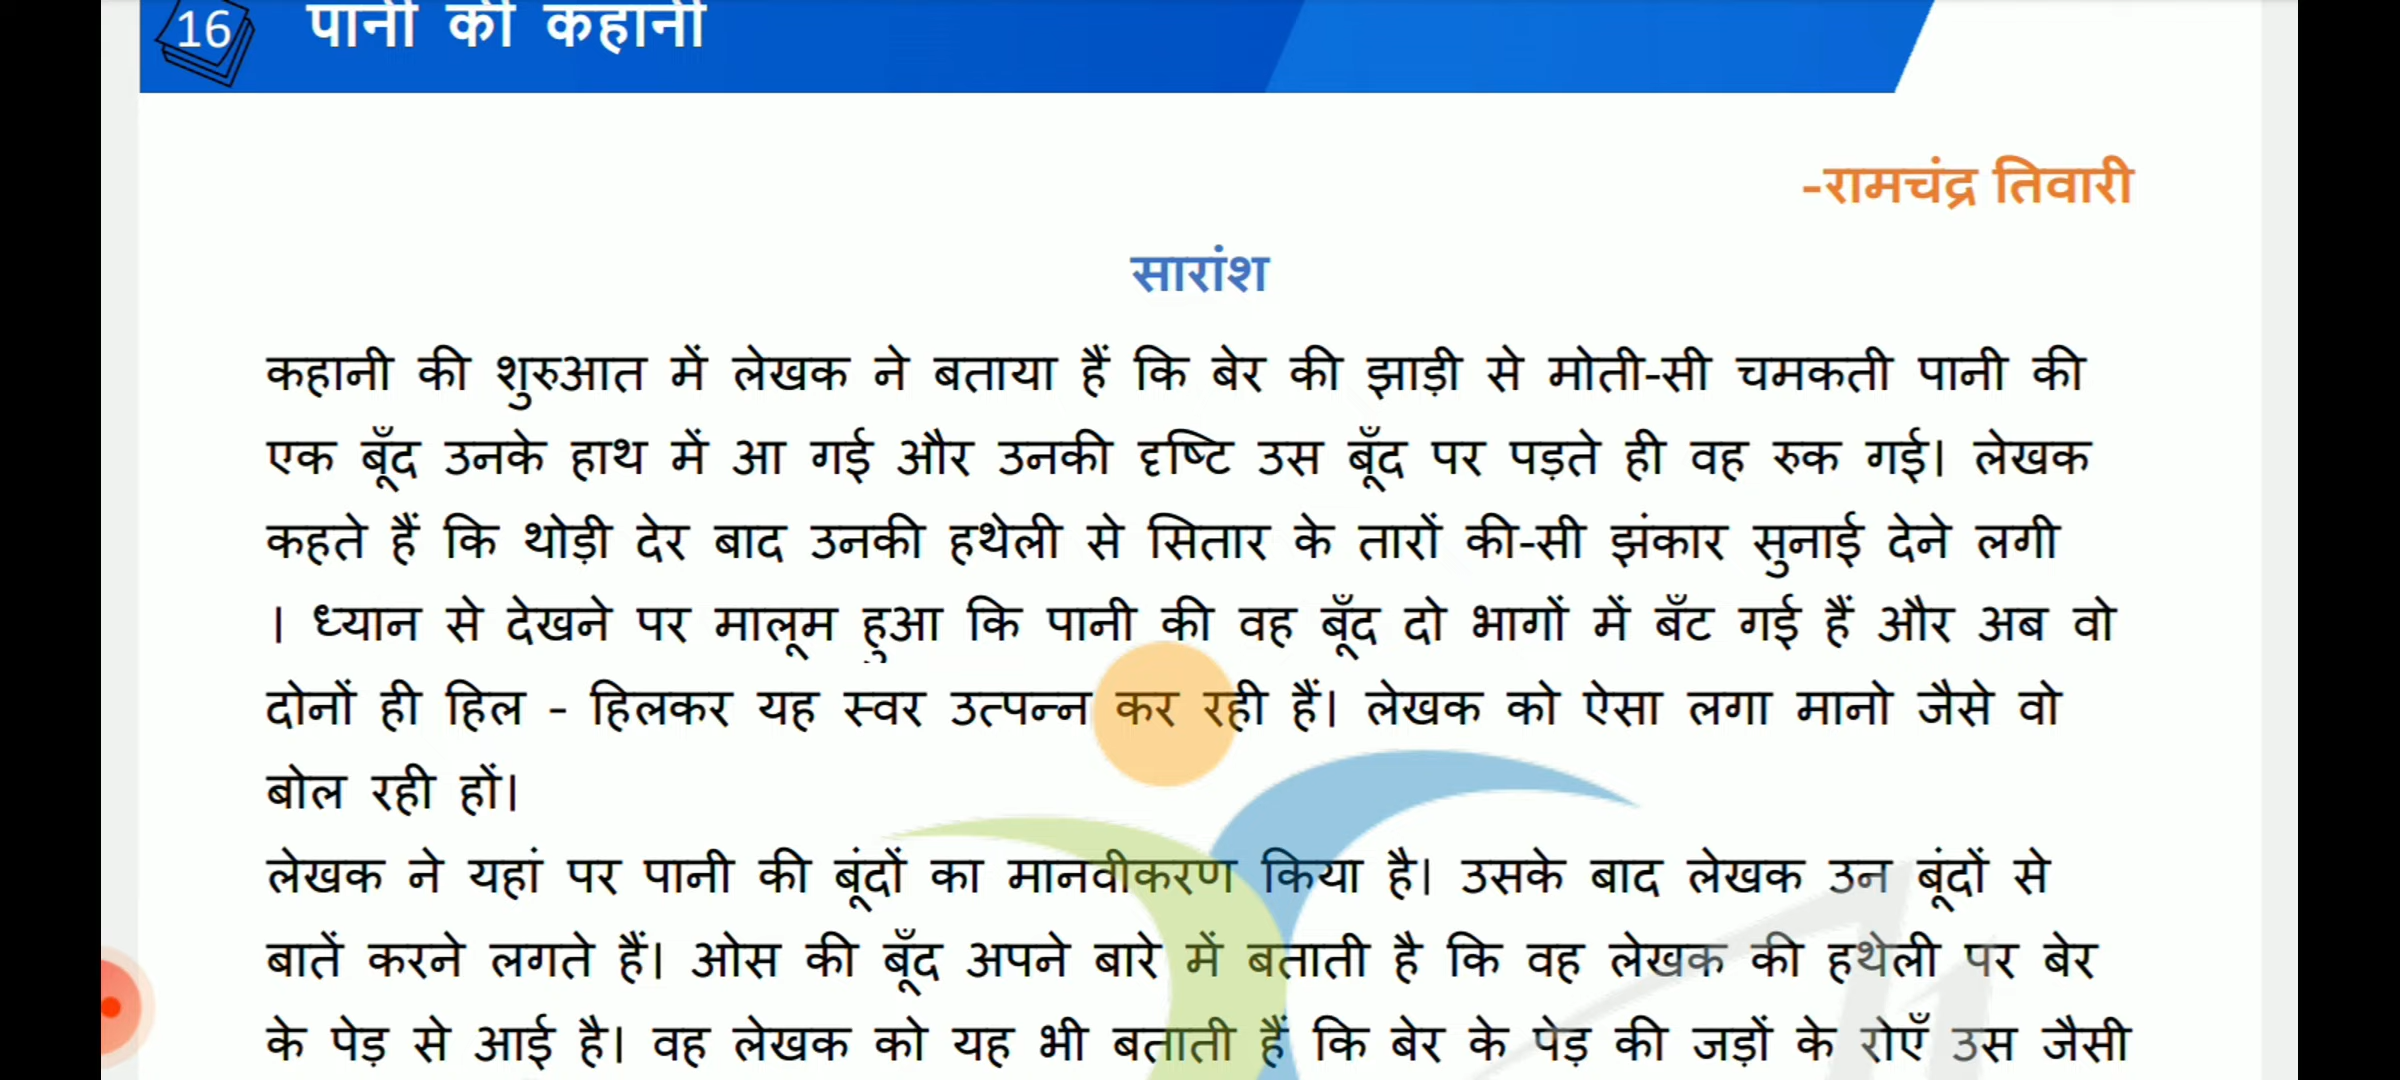 16 पानी की कहानी
-रामचंद्र तिवारी
सारांश
कहानी की शुरुआत में लेखक ने बताया हैं कि बेर की झाड़ी से मोती-सी चमकती पानी की
एक बूँद उनके हाथ में आ गई और उनकी दृष्टि उस बूँद पर पड़ते ही वह रुक गई। लेखक
कहते हैं कि थोड़ी देर बाद उनकी हथेली से सितार के तारों की-सी झंकार सुनाई देने लगी
। ध्यान से देखने पर मालूम हुआ कि पानी की वह बूँद दो भागों में बँट गई हैं और अब वो
दोनों ही हिल - हिलकर यह स्वर उत्पन्न कर रही हैं। लेखक को ऐसा लगा मानो जैसे वो
बोल रही हों।
लेखक ने यहां पर पानी की बूंदों का मानवीकरण किया है। उसके बाद लेखक उन बूंदों से
बातें करने लगते हैं। ओस की बूँद अपने बारे में बताती है कि वह लेखक की हथेली पर बेर
के पेड़ से आई है। वह लेखक को यह भी बताती हैं कि बेर के पेड़ की जड़ों के रोएँ उस जैसी